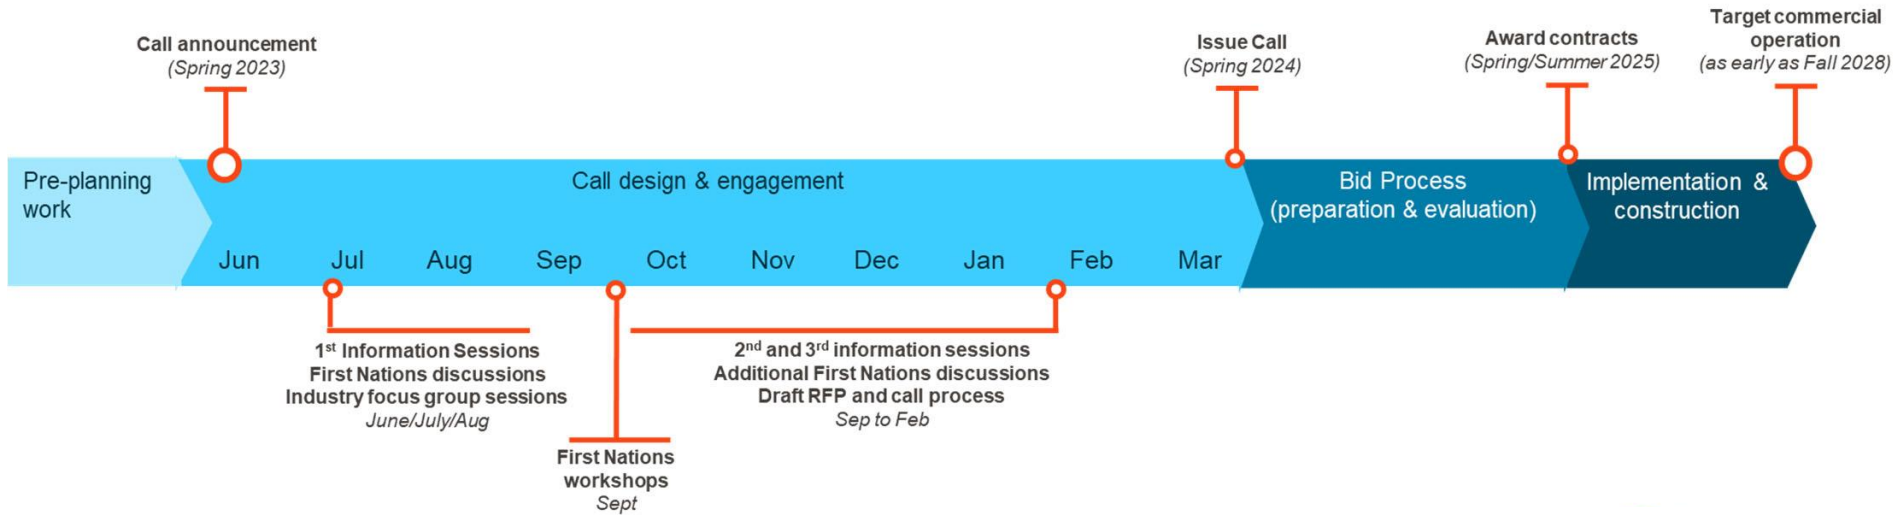 Call announcement
(Spring 2023)
Issue Call
(Spring 2024)
Award contracts
(Spring/Summer 2025)
Target commercial
operation
(as early as Fall 2028)
Pre-planning
work
Call design & engagement
Bid Process
(preparation & evaluation)
Implementation &
construction
Jun Jul Aug Sep Oct Nov Dec Jan Feb Mar
1st Information Sessions
First Nations discussions
Industry focus group sessions
June/July/Aug
2nd and 3rd information sessions
Additional First Nations discussions
Draft RFP and call process
Sep to Feb
First Nations
workshops
Sept